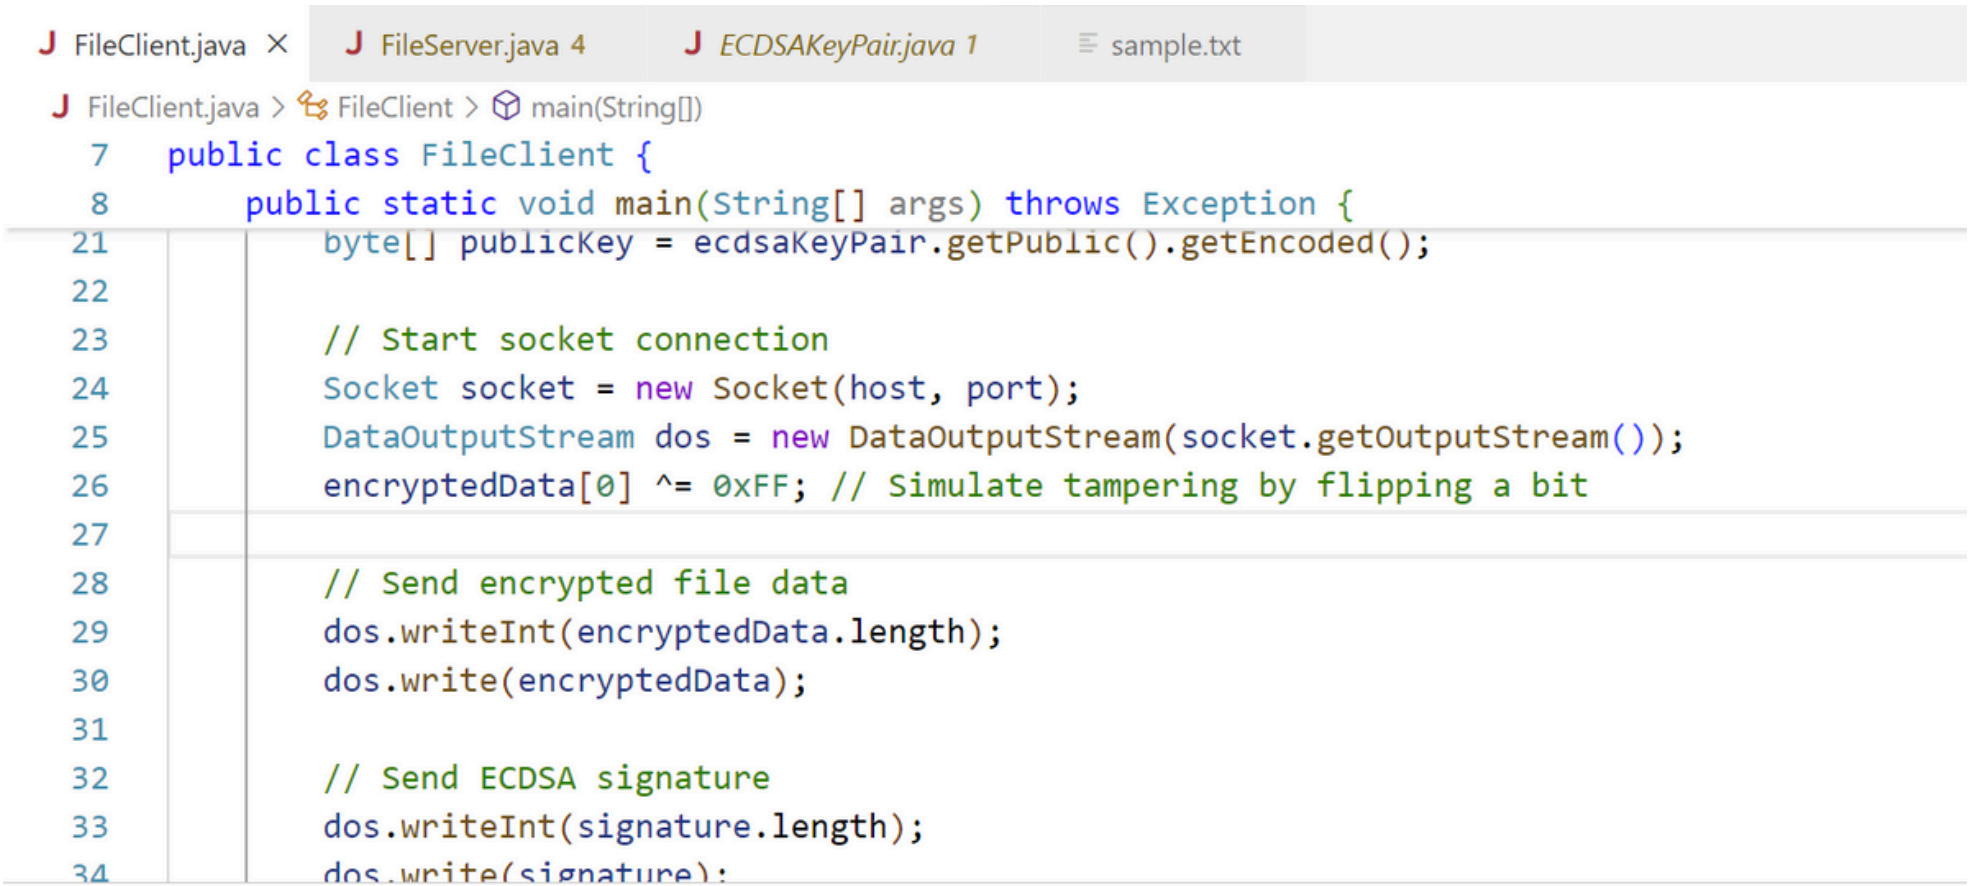 J FileClient.java × J FileServer.java 4 J ECDSAKeyPair.java 1 sample.txt
J FileClient.java > FileClient > main(String[])
7 public class FileClient {
8 public static void main(String[] args) throws Exception {
21 byte[] publicKey = ecdsaKeyPair.getPublic().getEncoded();
22
23 // Start socket connection
24 Socket socket = new Socket(host, port);
25 DataOutputStream dos = new DataOutputStream(socket.getOutputStream());
26 encryptedData[0] ^= 0xFF; // Simulate tampering by flipping a bit
27
28 // Send encrypted file data
29 dos.writeInt(encryptedData.length);
30 dos.write(encryptedData);
31
32 // Send ECDSA signature
33 dos.writeInt(signature.length);
34 dos.write(signature);